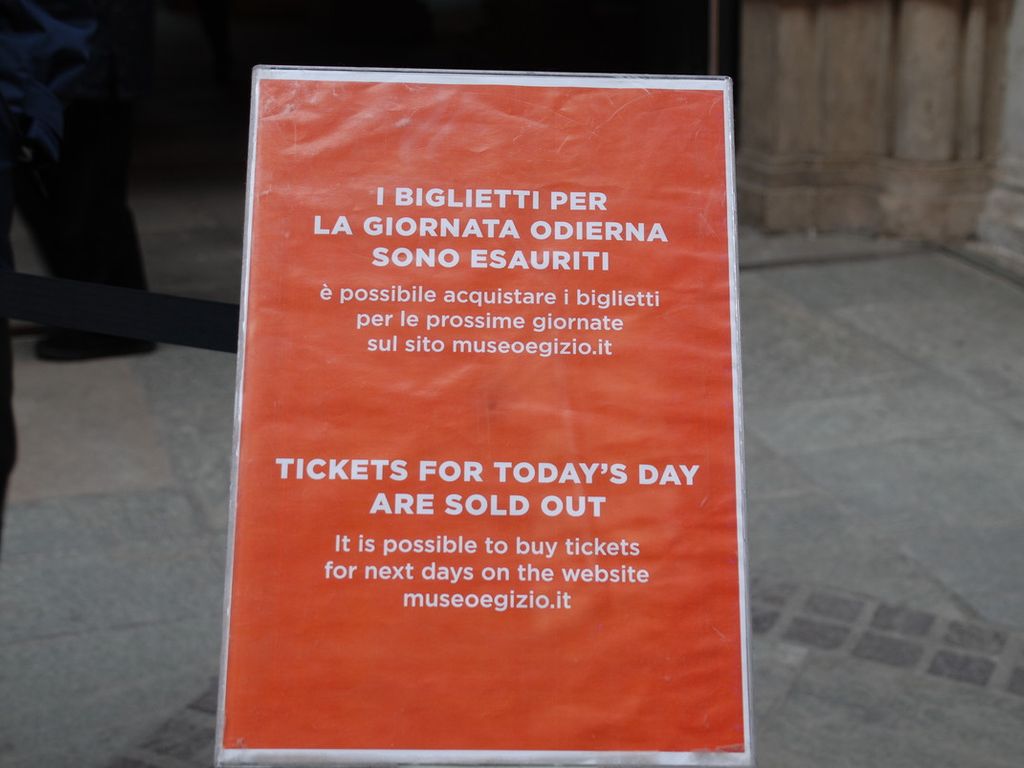 I BIGLIETTI PER
LA GIORNATA ODIERNA
SONO ESAURITI
è possibile acquistare i biglietti
per le prossime giornate
sul sito museoegizio.it
TICKETS FOR TODAY'S DAY
ARE SOLD OUT
It is possible to buy tickets
for next days on the website
museoegizio.it